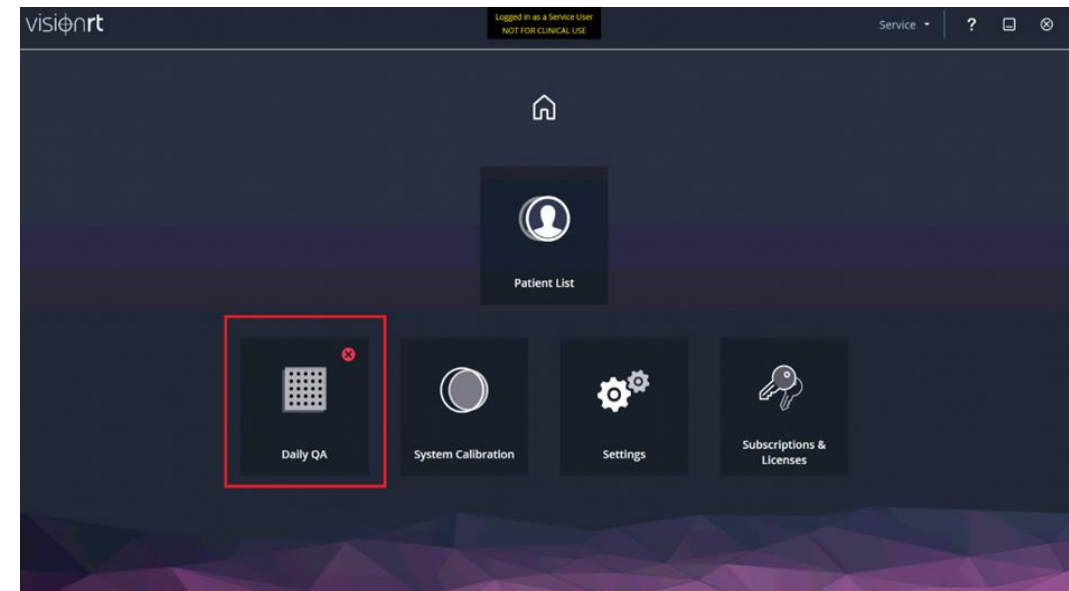 visionrt
Logged in as a Service User
NOT FOR CLINICAL USE
Service
?
Patient List
Daily QA
System Calibration
Settings
Subscriptions &
Licenses